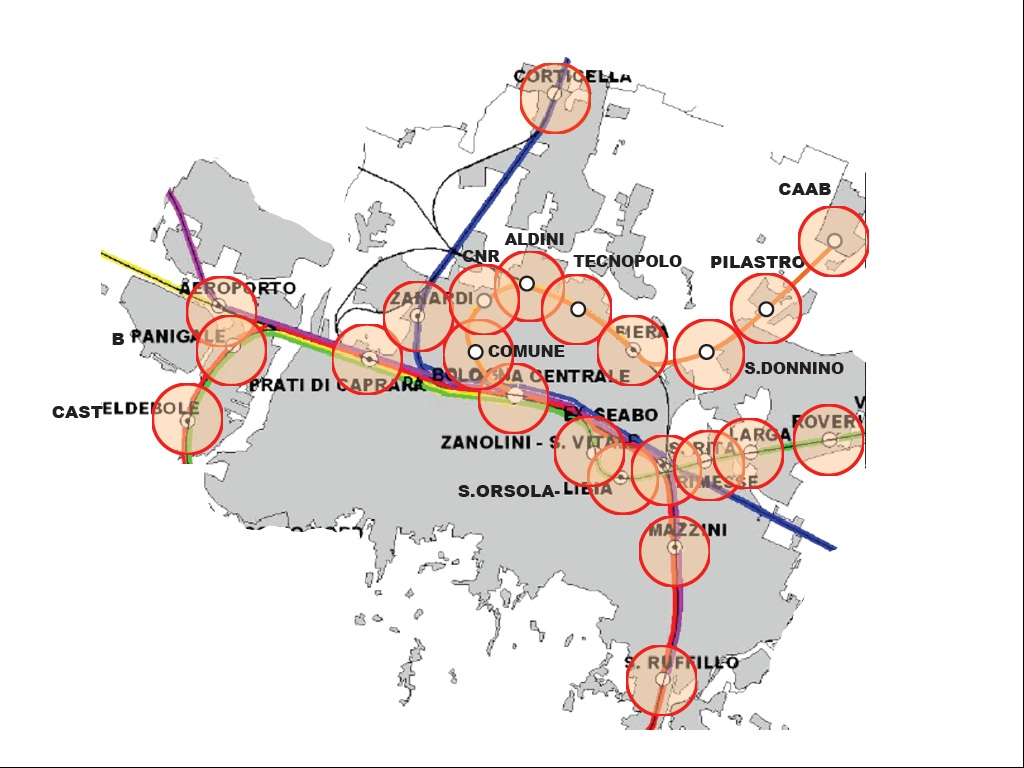 CORTICELLA
CAAB
ALDINI
CNR
TECNOPOLO
PILASTRO
AEROPORTO
ZANARDI
B PANIGALE
FIERA
COMUNE
S.DONNINO
PRATI DI CAPRARA
BOLOGNA CENTRALE
CASTELDEBOLE
EX SEABO
ROVERI
LARGA
ZANOLINI - S. VITALE
S. RITA
S.ORSOLA-LIBIA
RIMESSE
MAZZINI
S. RUFFILLO